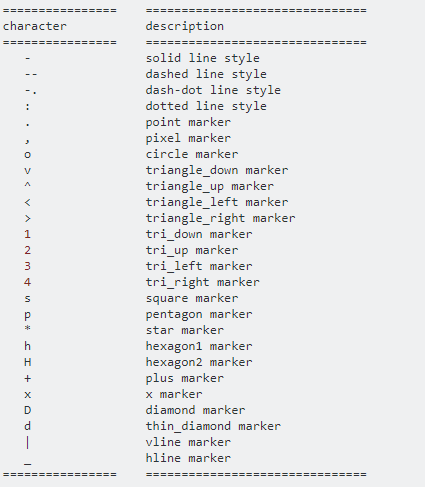 ================    ===============================
character           description
================    ===============================
   -                solid line style
   --               dashed line style
   -.               dash-dot line style
   :                dotted line style
   .                point marker
   ,                pixel marker
   o                circle marker
   v                triangle_down marker
   ^                triangle_up marker
   <                triangle_left marker
   >                triangle_right marker
   1                tri_down marker
   2                tri_up marker
   3                tri_left marker
   4                tri_right marker
   s                square marker
   p                pentagon marker
   *                star marker
   h                hexagon1 marker
   H                hexagon2 marker
   +                plus marker
   x                x marker
   D                diamond marker
   d                thin_diamond marker
   |                vline marker
   _                hline marker
================    ===============================